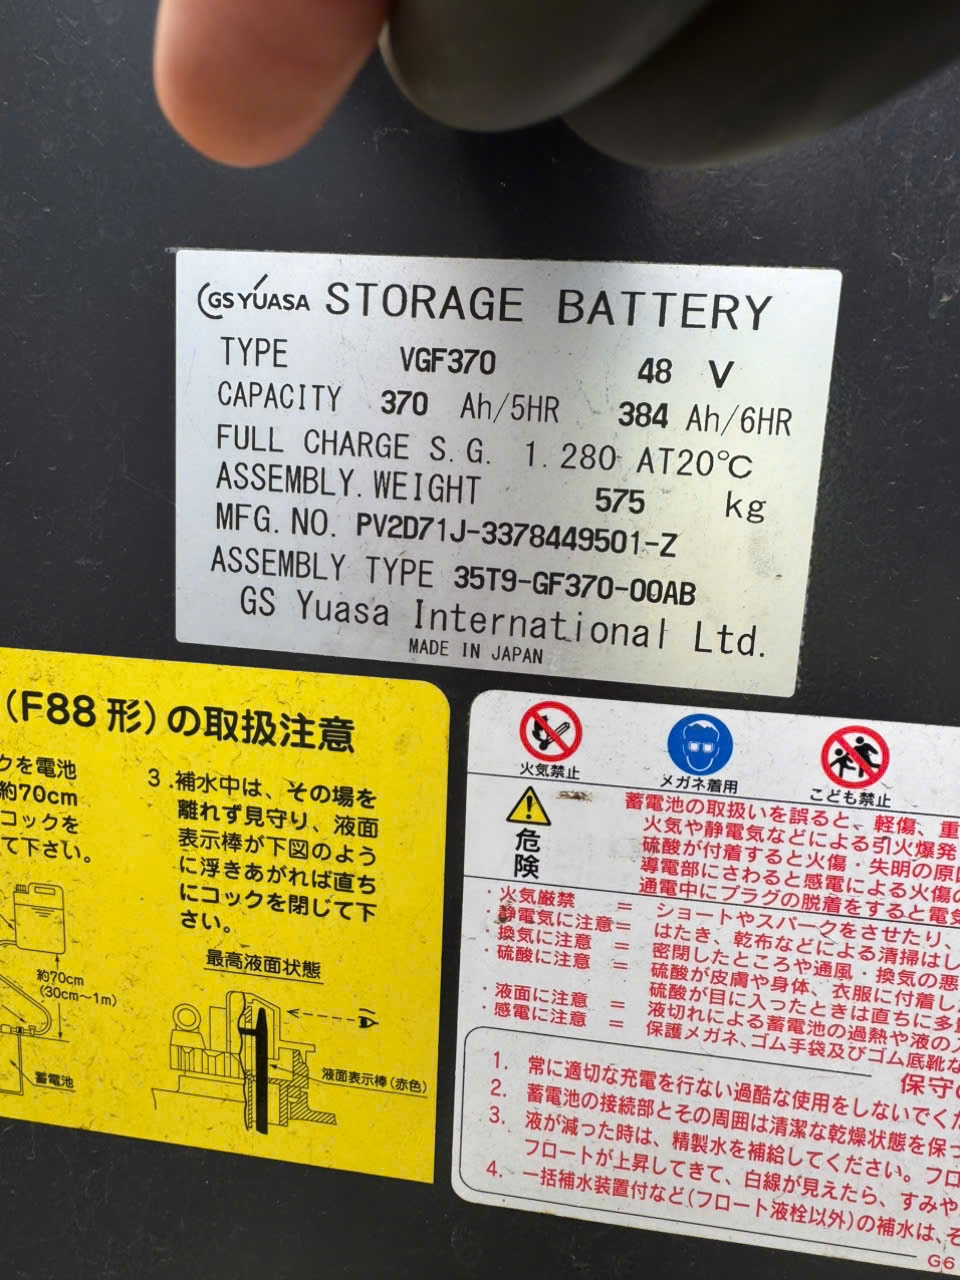 GS YUASA STORAGE BATTERY
TYPE VGF370 48 V
CAPACITY 370 Ah/5HR 384 Ah/6HR
FULL CHARGE S.G. 1.280 AT20℃
ASSEMBLY.WEIGHT 575 kg
MFG.NO. PV2D71J-3378449501-Z
ASSEMBLY TYPE 35T9-GF370-00AB
GS Yuasa International Ltd.
MADE IN JAPAN
(F88形)の取扱注意
クを電池
約70cm
コックを
て下さい。
3.補水中は、その場を
離れず見守り、液面
表示棒が下図のよう
に浮きあがれば直ち
にコックを閉じて下
さい。
最高液面状態
約70cm
(30cm〜1m)
蓄電池
液面表示棒(赤色)
火気禁止
メガネ着用
こども禁止
危険
蓄電池の取扱いを誤ると、軽傷、重
火気や静電気などによる引火爆発
硫酸が付着すると火傷・失明の原因
導電部にさわると感電による火傷の
通電中にプラグの脱着をすると電気
・火気厳禁 = ショートやスパークをさせたり、
・静電気に注意= はたき、乾布などによる清掃はし
・換気に注意 = 密閉したところや通風・換気の悪
・硫酸に注意 = 硫酸が皮膚や身体、衣服に付着し
硫酸が目に入ったときは直ちに多量
・液面に注意 = 液切れによる蓄電池の過熱や液の
・感電に注意 = 保護メガネ、ゴム手袋及びゴム底靴な
保守の
1. 常に適切な充電を行ない過酷な使用をしないでくだ
2. 蓄電池の接続部とその周囲は清潔な乾燥状態を保っ
3. 液が減った時は、精製水を補給してください。フロ
フロートが上昇してきて、白線が見えたら、すみや
4. 一括補水装置付など(フロート液栓以外)の補水は、そ
G6